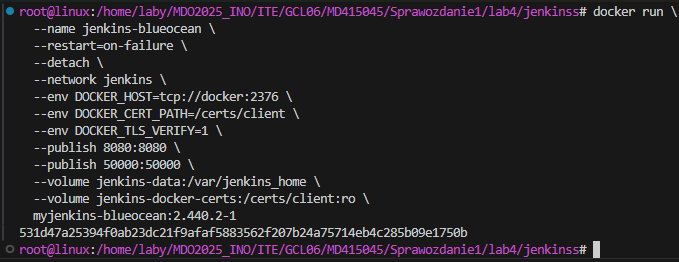 root@linux:/home/laby/MDO2025_INO/ITE/GCL06/MD415045/Sprawozdanie1/lab4/jenkinss# docker run \
--name jenkins-blueocean \
--restart=on-failure \
--detach \
--network jenkins \
--env DOCKER_HOST=tcp://docker:2376 \
--env DOCKER_CERT_PATH=/certs/client \
--env DOCKER_TLS_VERIFY=1 \
--publish 8080:8080 \
--publish 50000:50000 \
--volume jenkins-data:/var/jenkins_home \
--volume jenkins-docker-certs:/certs/client:ro \
myjenkins-blueocean:2.440.2-1
531d47a25394f0ab23dc21f9afaf5883562f207b24a75714eb4c285b09e1750b
root@linux:/home/laby/MDO2025_INO/ITE/GCL06/MD415045/Sprawozdanie1/lab4/jenkinss#